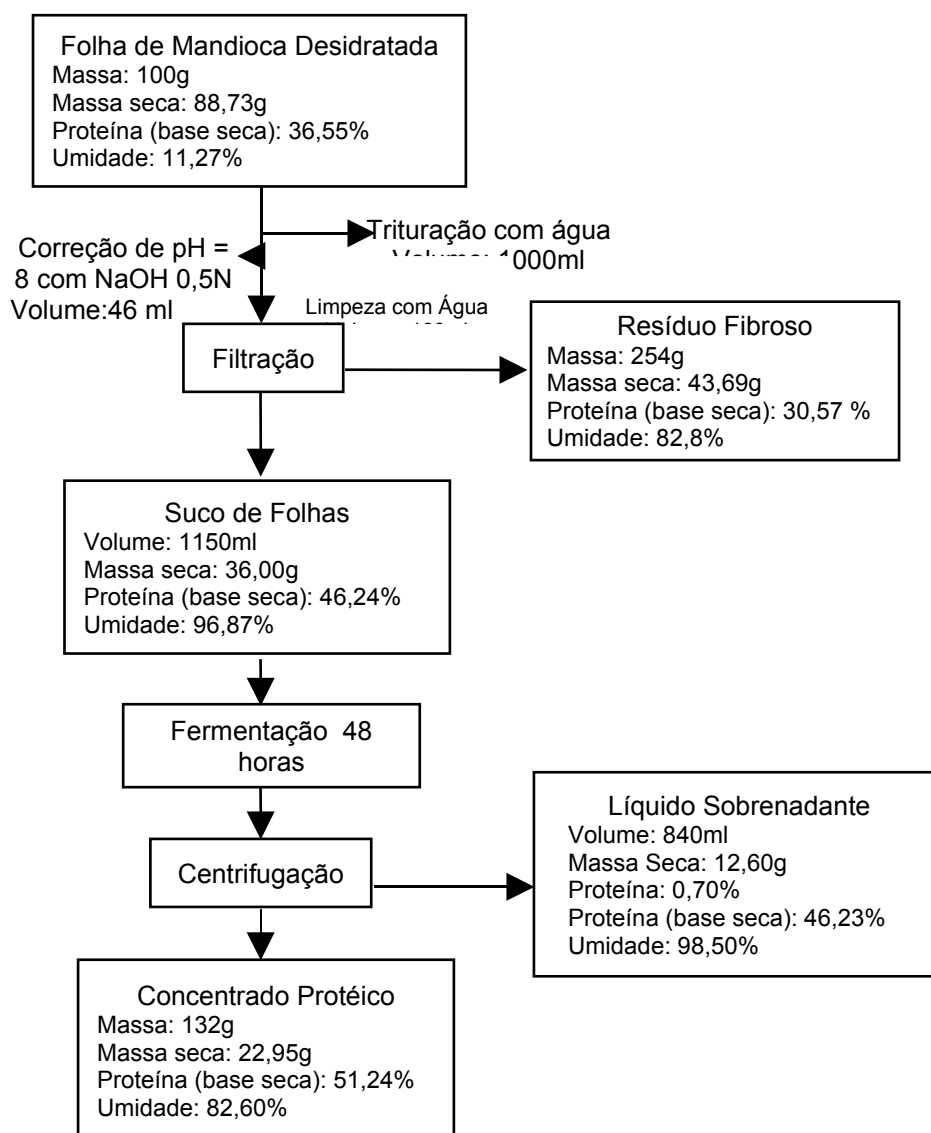 Folha de Mandioca Desidratada
Massa: 100g
Massa seca: 88,73g
Proteína (base seca): 36,55%
Umidade: 11,27%
Trituração com água
1000ml
Correção de pH =
8 com NaOH 0,5N
Volume:46 ml
Limpeza com Água
Filtração
Resíduo Fibroso
Massa: 254g
Massa seca: 43,69g
Proteína (base seca): 30,57 %
Umidade: 82,8%
Suco de Folhas
Volume: 1150ml
Massa seca: 36,00g
Proteína (base seca): 46,24%
Umidade: 96,87%
Fermentação 48
horas
Centrifugação
Líquido Sobrenadante
Volume: 840ml
Massa Seca: 12,60g
Proteína: 0,70%
Proteína (base seca): 46,23%
Umidade: 98,50%
Concentrado Protéico
Massa: 132g
Massa seca: 22,95g
Proteína (base seca): 51,24%
Umidade: 82,60%